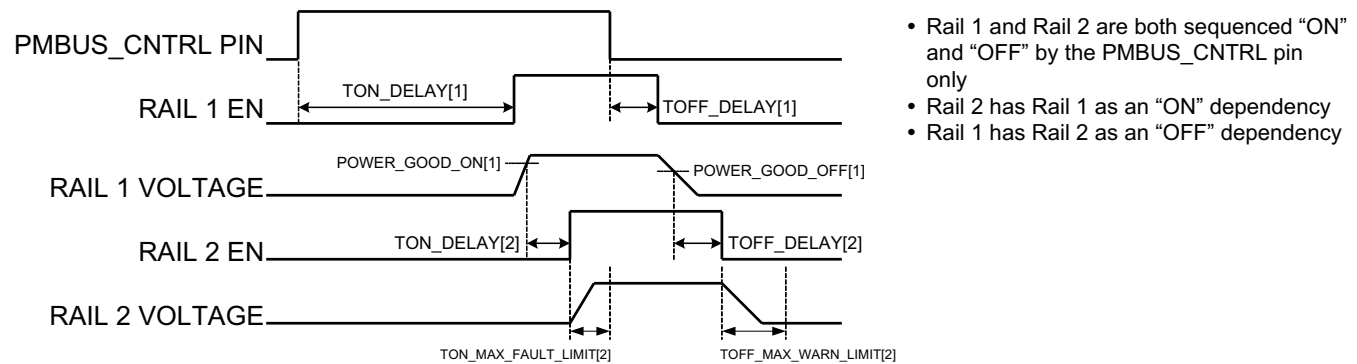 PMBUS_CNTRL PIN
TON_DELAY[1]
TOFF_DELAY[1]
RAIL 1 EN
POWER_GOOD_ON[1]
POWER_GOOD_OFF[1]
RAIL 1 VOLTAGE
TON_DELAY[2]
TOFF_DELAY[2]
RAIL 2 EN
RAIL 2 VOLTAGE
TON_MAX_FAULT_LIMIT[2]
TOFF_MAX_WARN_LIMIT[2]
• Rail 1 and Rail 2 are both sequenced “ON”
and “OFF” by the PMBUS_CNTRL pin
only
• Rail 2 has Rail 1 as an “ON” dependency
• Rail 1 has Rail 2 as an “OFF” dependency